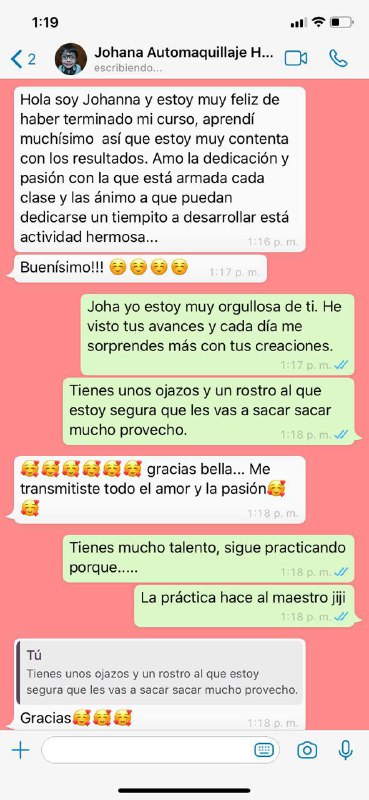 1:19
2
Johana Automaquillaje H...
escribiendo...
Hola soy Johanna y estoy muy feliz de
haber terminado mi curso, aprendí
muchísimo así que estoy muy contenta
con los resultados. Amo la dedicación y
pasión con la que está armada cada
clase y las ánimo a que puedan
dedicarse un tiempito a desarrollar está
actividad hermosa...
1:16 p. m.
Buenísimo!!! ☺️☺️☺️☺️
1:17 p. m.
Joha yo estoy muy orgullosa de ti. He
visto tus avances y cada día me
sorprendes más con tus creaciones.
1:17 p. m.
Tienes unos ojazos y un rostro al que
estoy segura que les vas a sacar sacar
mucho provecho.
1:18 p. m.
🥰🥰🥰🥰🥰🥰 gracias bella... Me
transmitiste todo el amor y la pasión🥰
🥰
1:18 p. m.
Tienes mucho talento, sigue practicando
porque.....
1:18 p. m.
La práctica hace al maestro jiji
1:18 p. m.
Tú
Tienes unos ojazos y un rostro al que estoy
segura que les vas a sacar sacar mucho provecho.
Gracias🥰🥰🥰
1:18 p. m.